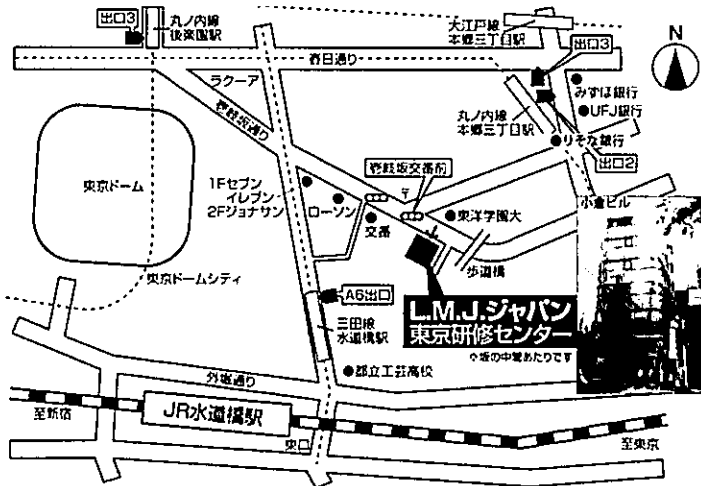 出口3
丸ノ内線
後楽園駅
大江戸線
本郷三丁目駅
N
春日通り
出口3
ラクーア
みずほ銀行
UFJ銀行
丸ノ内線
本郷三丁目駅
りそな銀行
出口2
壱岐坂通り
壱岐坂交番前
〒
東京ドーム
1Fセブン
イレブン
2Fジョナサン
ローソン
交番
東洋学園大
小倉ビル
歩道橋
東京ドームシティ
A6出口
三田線
水道橋駅
L.M.J.ジャパン
東京研修センター
○坂の中腹あたりです
外堀通り
都立工芸高校
至新宿
JR水道橋駅
東口
至東京